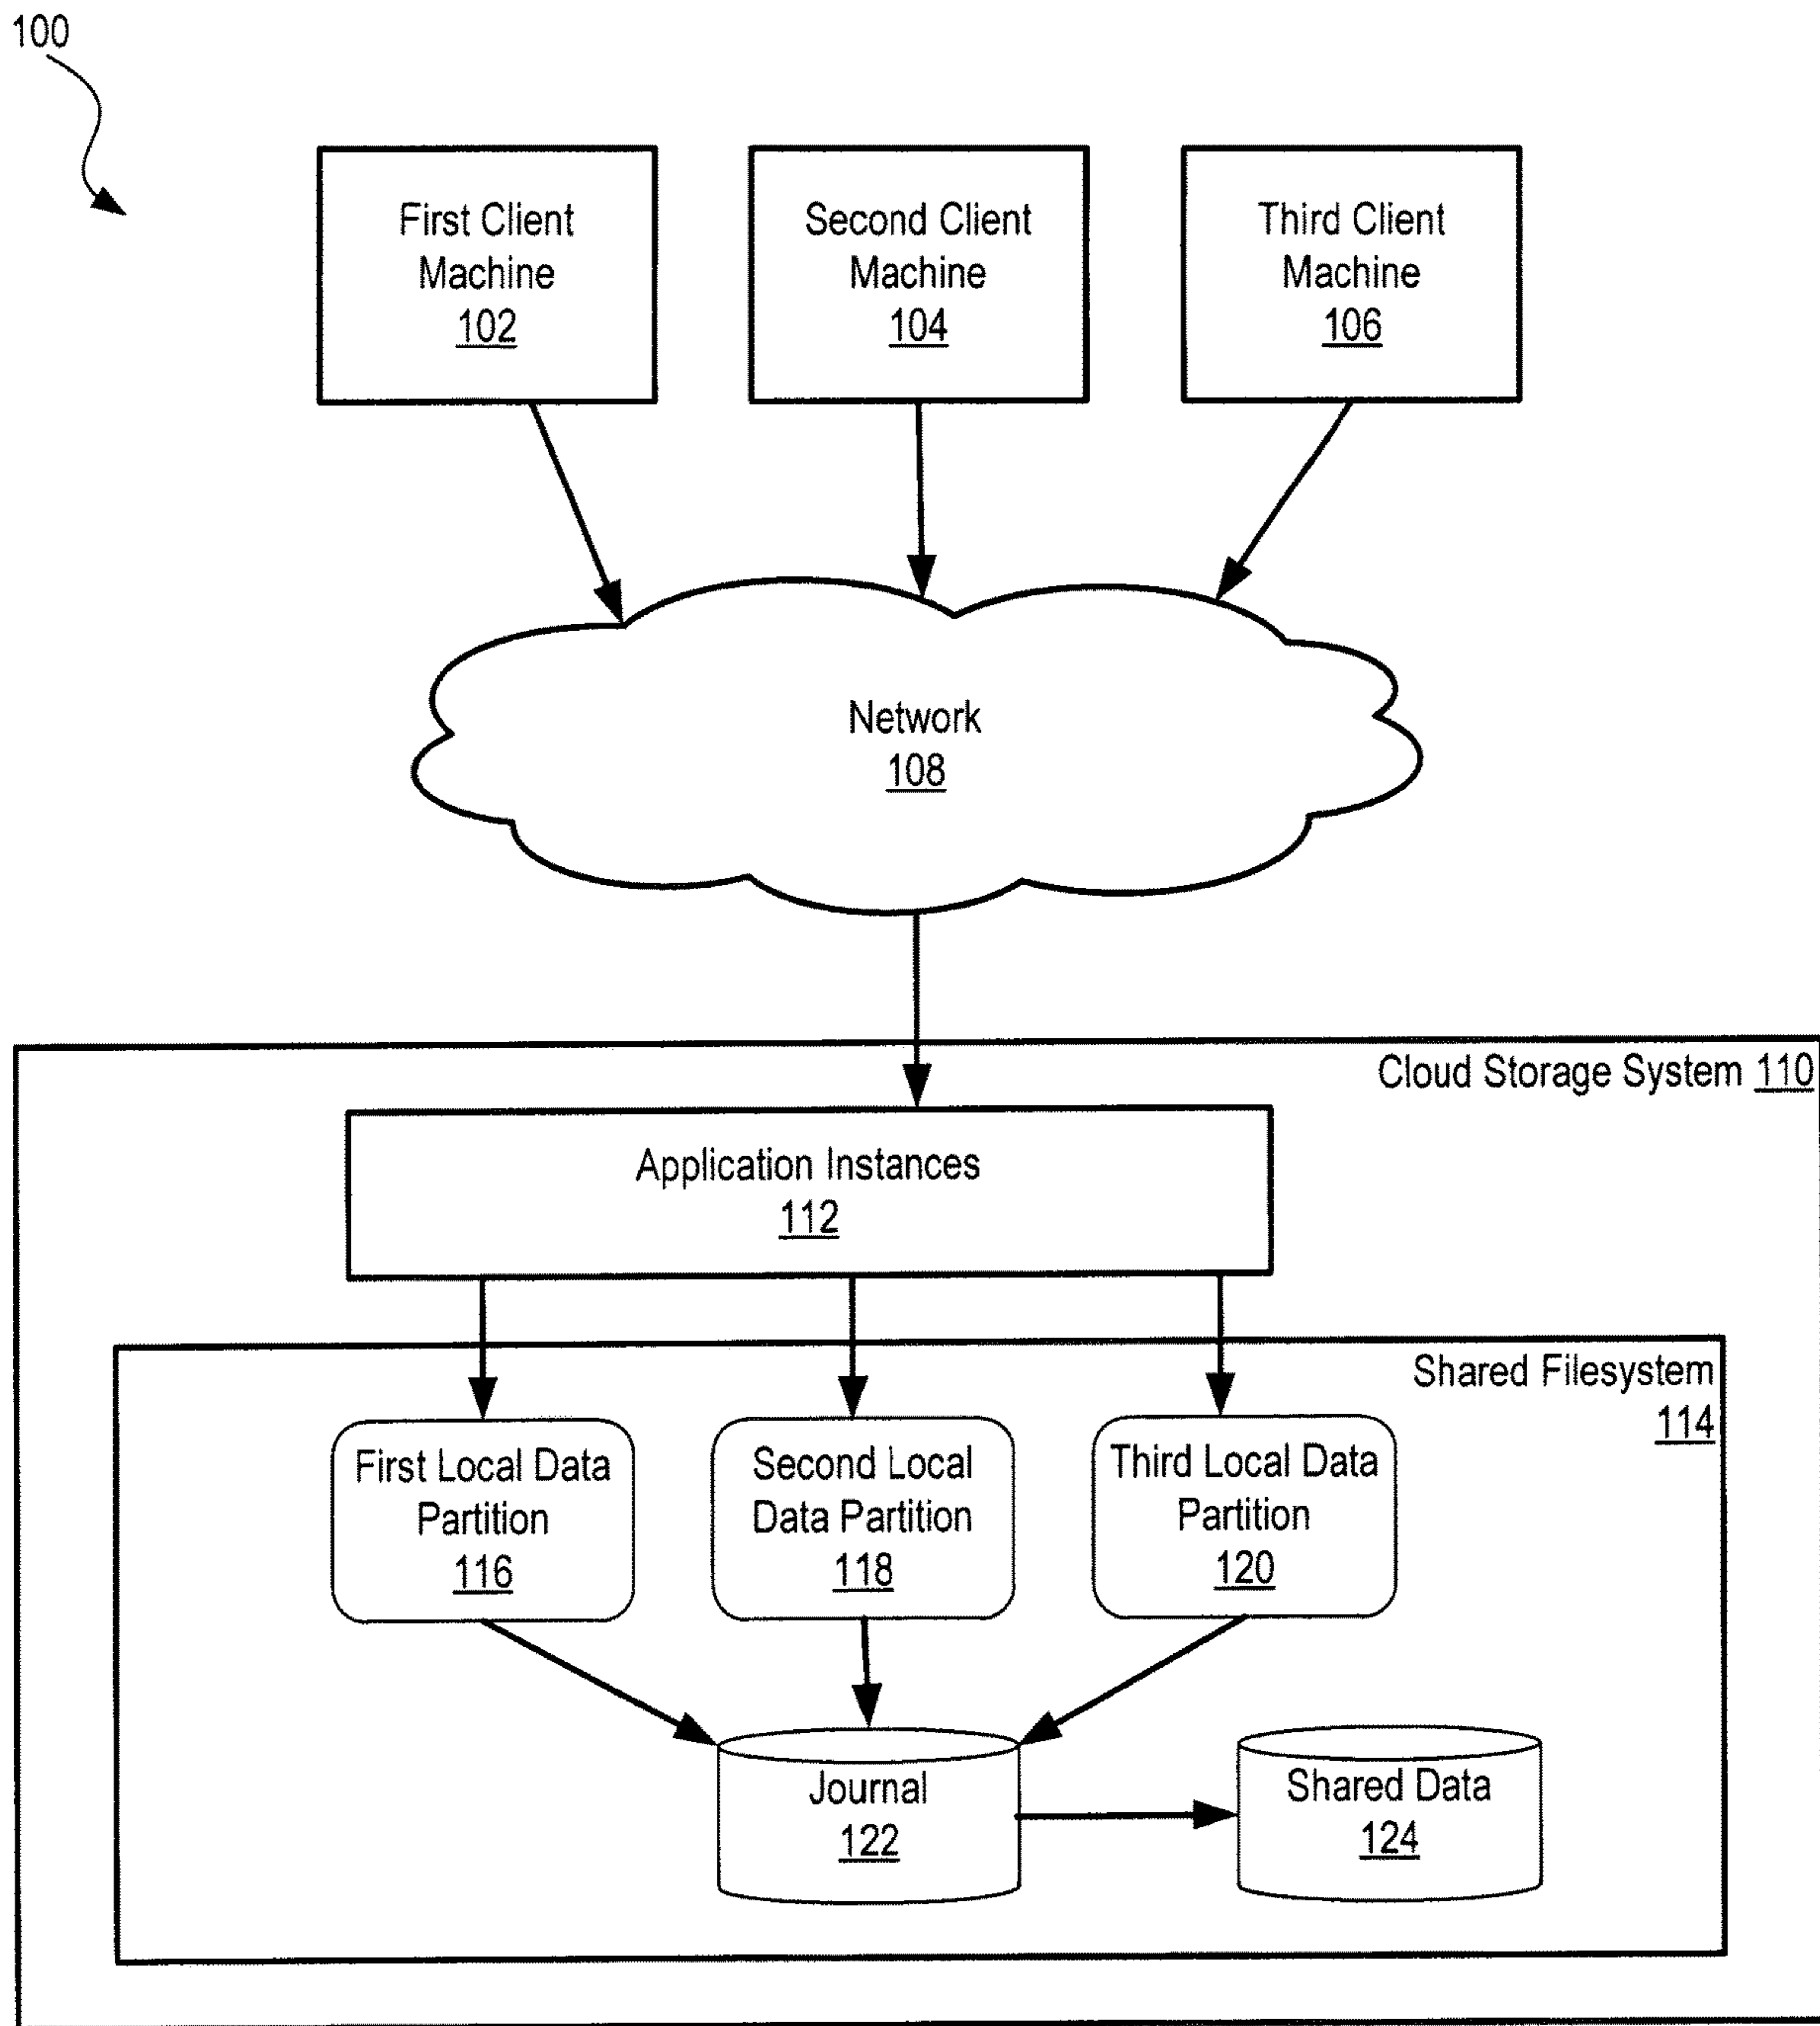 100
First Client
Machine
102
Second Client
Machine
104
Third Client
Machine
106
Network
108
Cloud Storage System 110
Application Instances
112
Shared Filesystem
114
First Local Data
Partition
116
Second Local
Data Partition
118
Third Local Data
Partition
120
Journal
122
Shared Data
124